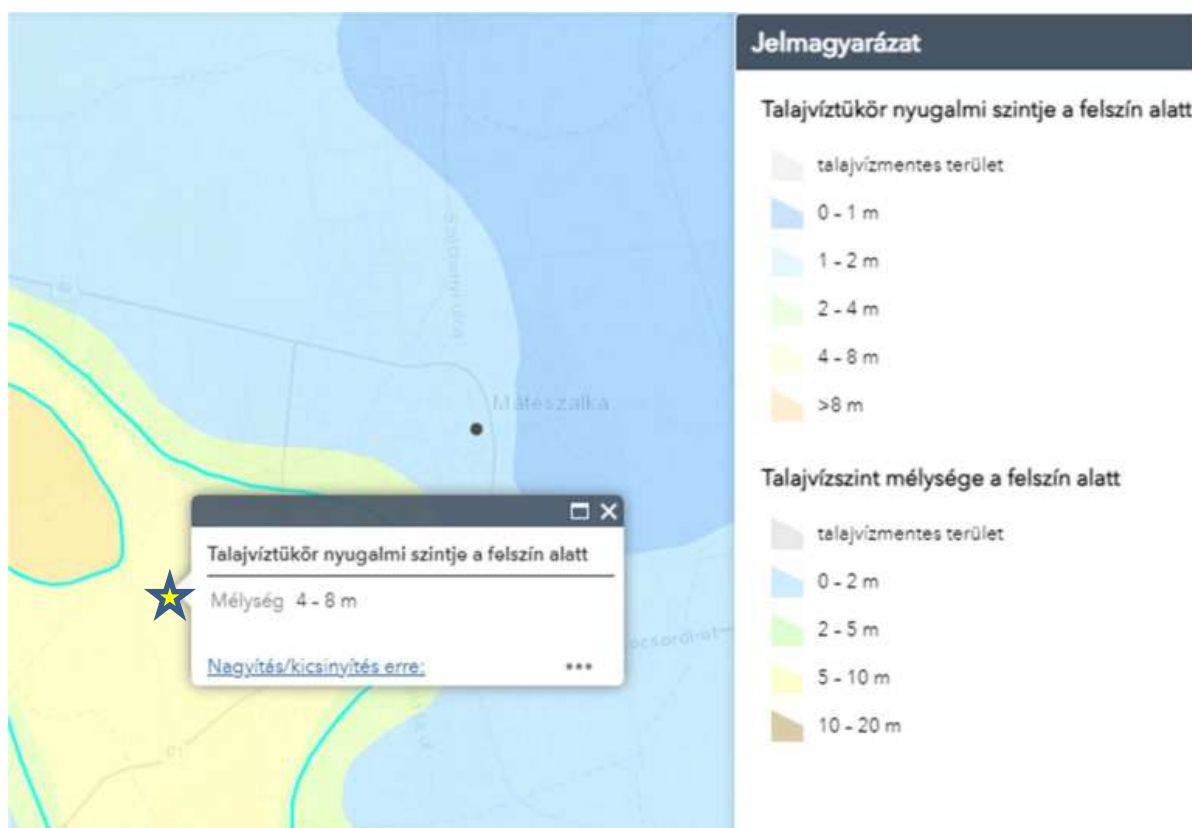 Jelmagyarázat
Talajvíztükör nyugalmi szintje a felszín alatt
talajvízmentes terület
0 - 1 m
1 - 2 m
2 - 4 m
4 - 8 m
>8 m
Talajvízszint mélysége a felszín alatt
talajvízmentes terület
0 - 2 m
2 - 5 m
5 - 10 m
10 - 20 m
Mátészalka
Talajvíztükör nyugalmi szintje a felszín alatt
Mélység 4 - 8 m
Nagyítás/kicsinyítés erre:
•••